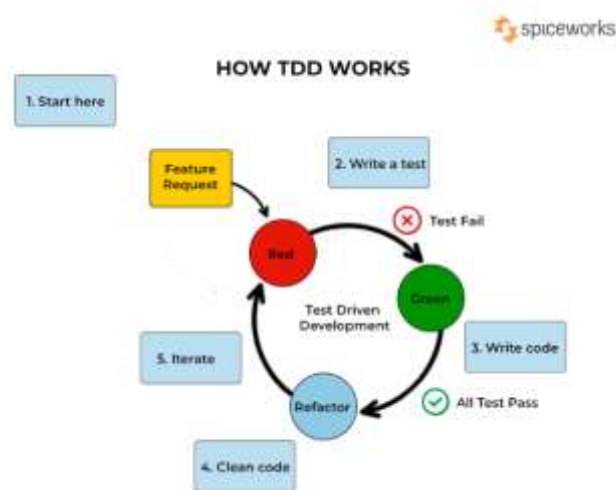 spiceworks
HOW TDD WORKS
1. Start here
Feature
Request
2. Write a test
Test Fail
Red
Green
Test Driven
Development
3. Write code
5. Iterate
All Test Pass
Refactor
4. Clean code